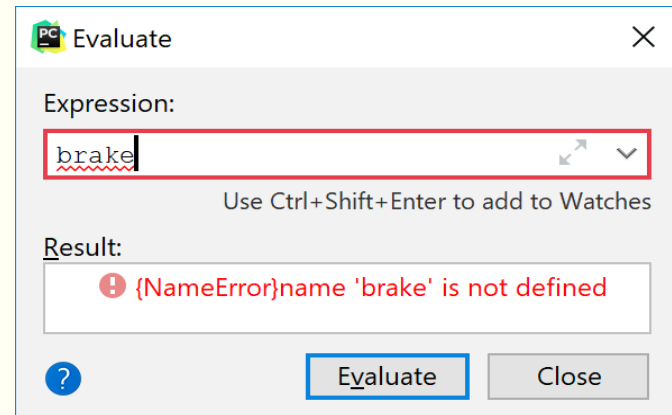 PC Evaluate
Expression:
brake
Use Ctrl+Shift+Enter to add to Watches
Result:
{NameError}name 'brake' is not defined
? Evaluate Close